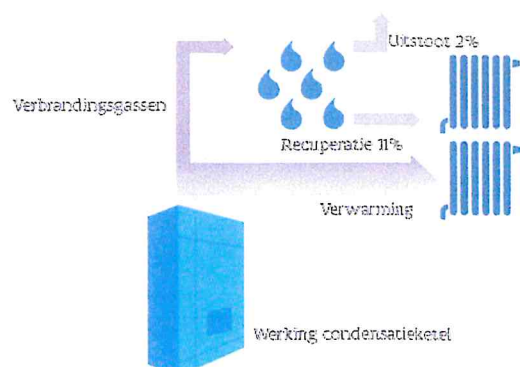 Uitstoot 2%
Verbrandingsgassen
Recuperatie 11%
Verwarming
Werking condensatieketel